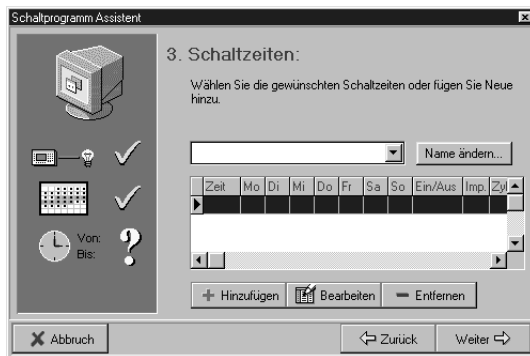 Schaltprogramm Assistent
3. Schaltzeiten:
Wählen Sie die gewünschten Schaltzeiten oder fügen Sie Neue
hinzu.
Name ändern...
Zeit Mo Di Mi Do Fr Sa So Ein/Aus Imp. Zyl
Von:
Bis:
Hinzufügen Bearbeiten Entfernen
Abbruch Zurück Weiter